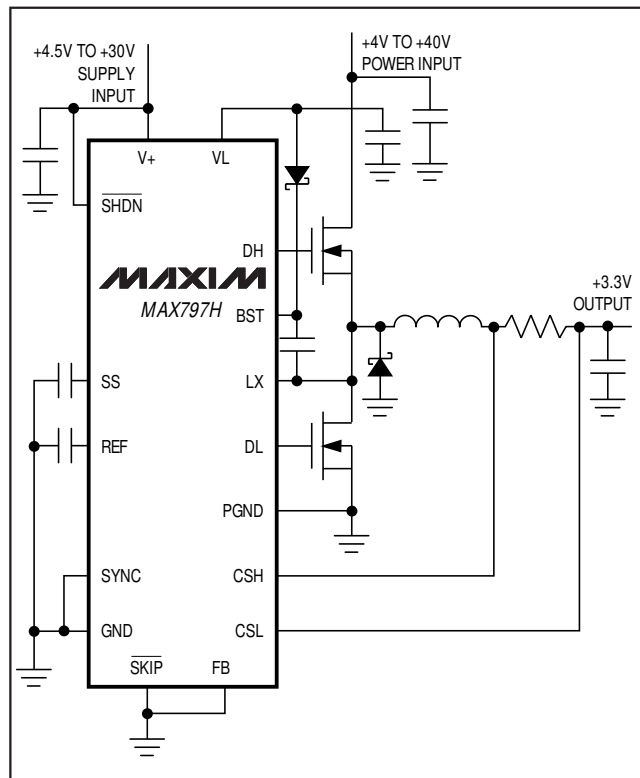 +4.5V TO +30V
SUPPLY
INPUT
+4V TO +40V
POWER INPUT
V+
VL
SHDN
DH
MAXIM
MAX797H
BST
+3.3V
OUTPUT
SS
LX
REF
DL
PGND
SYNC
CSH
GND
CSL
SKIP
FB